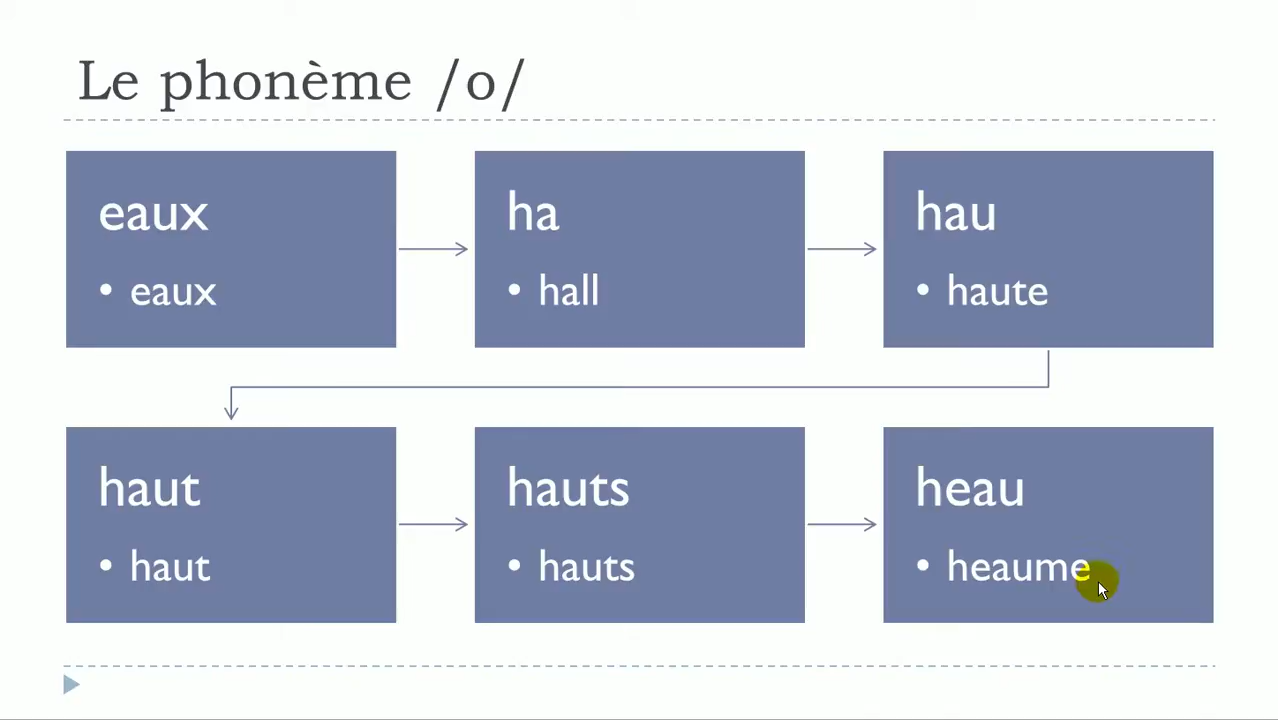 Le phonème /o/
eaux
• eaux
ha
• hall
hau
• haute
haut
• haut
hauts
• hauts
heau
• heaume